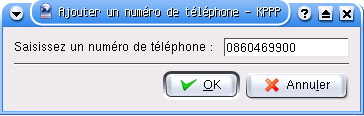 Ajouter un numéro de téléphone - KPPP
Saisissez un numéro de téléphone : 0860469900
OK Annuler